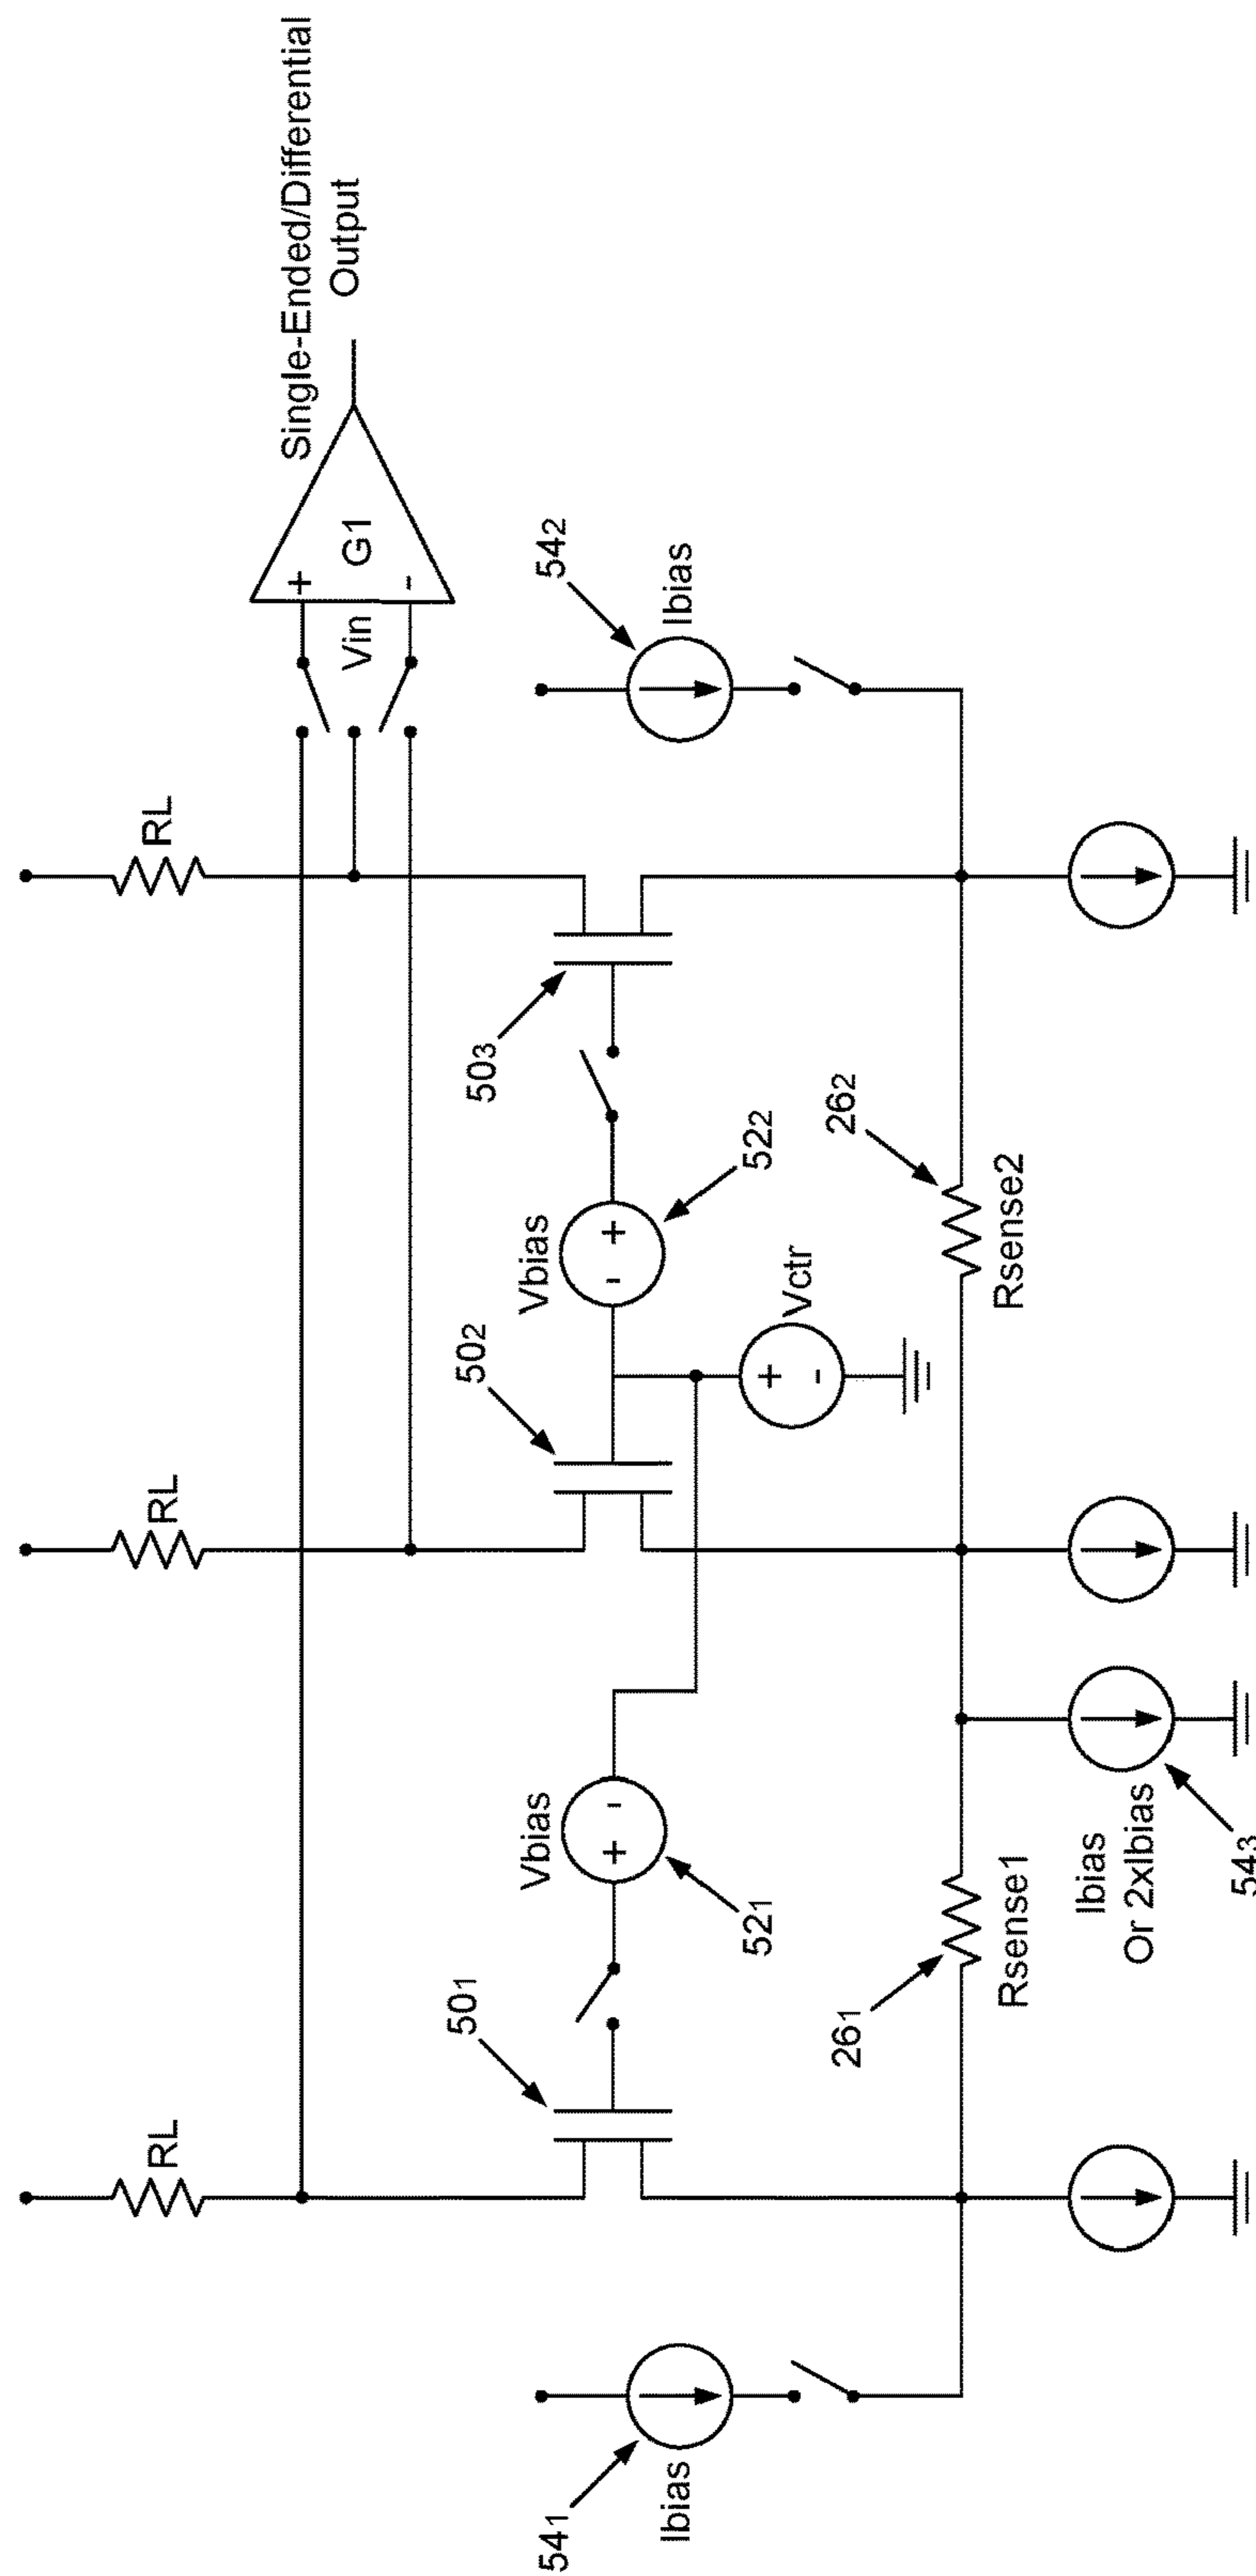 Single-Ended/Differential
Output
RL
RL
RL
+
G1
-
Vin
501
502
503
542
Ibias
541
Ibias
Vbias
+ -
521
Vbias
- +
522
Vctr
+
-
261
Rsense1
262
Rsense2
Ibias
Or 2xIbias
543